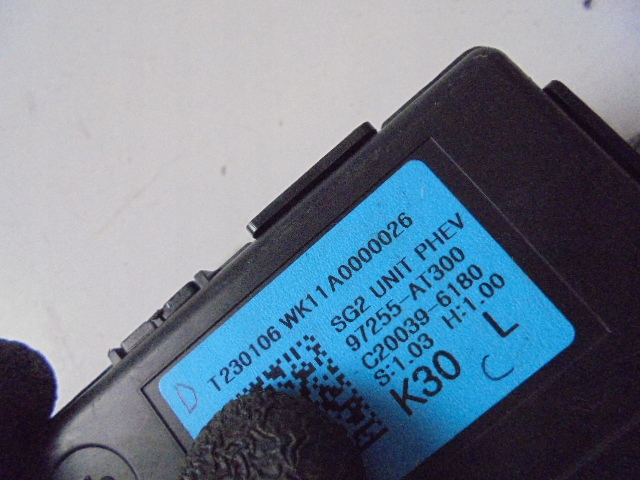 T230106 WK11A0000026
SG2 UNIT PHEV
97255-AT300
C20039-6180
S:1.03 H:1.00
K30 L
D
C